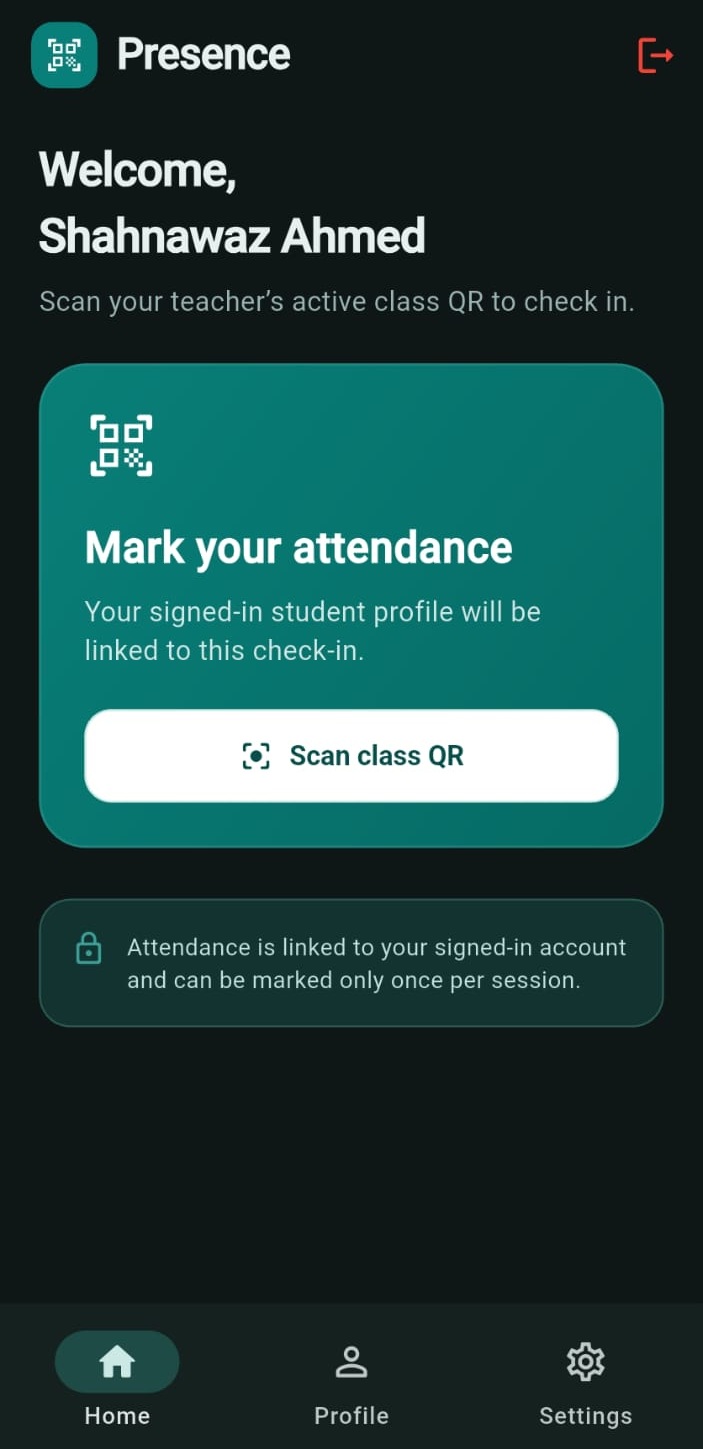 Presence
Welcome,
Shahnawaz Ahmed
Scan your teacher’s active class QR to check in.
Mark your attendance
Your signed-in student profile will be
linked to this check-in.
Scan class QR
Attendance is linked to your signed-in account
and can be marked only once per session.
Home
Profile
Settings